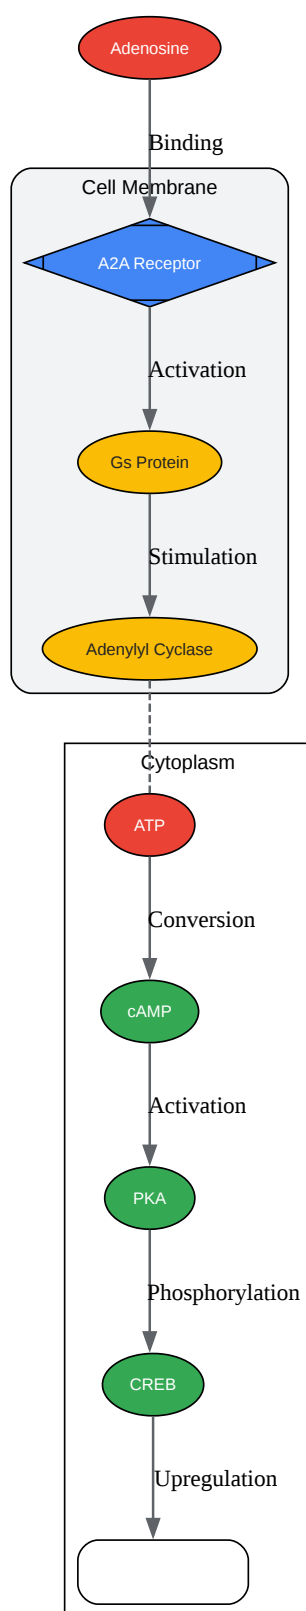 Adenosine
Binding
Cell Membrane
A2A Receptor
Activation
Gs Protein
Stimulation
Adenylyl Cyclase
Cytoplasm
ATP
Conversion
cAMP
Activation
PKA
Phosphorylation
CREB
Upregulation